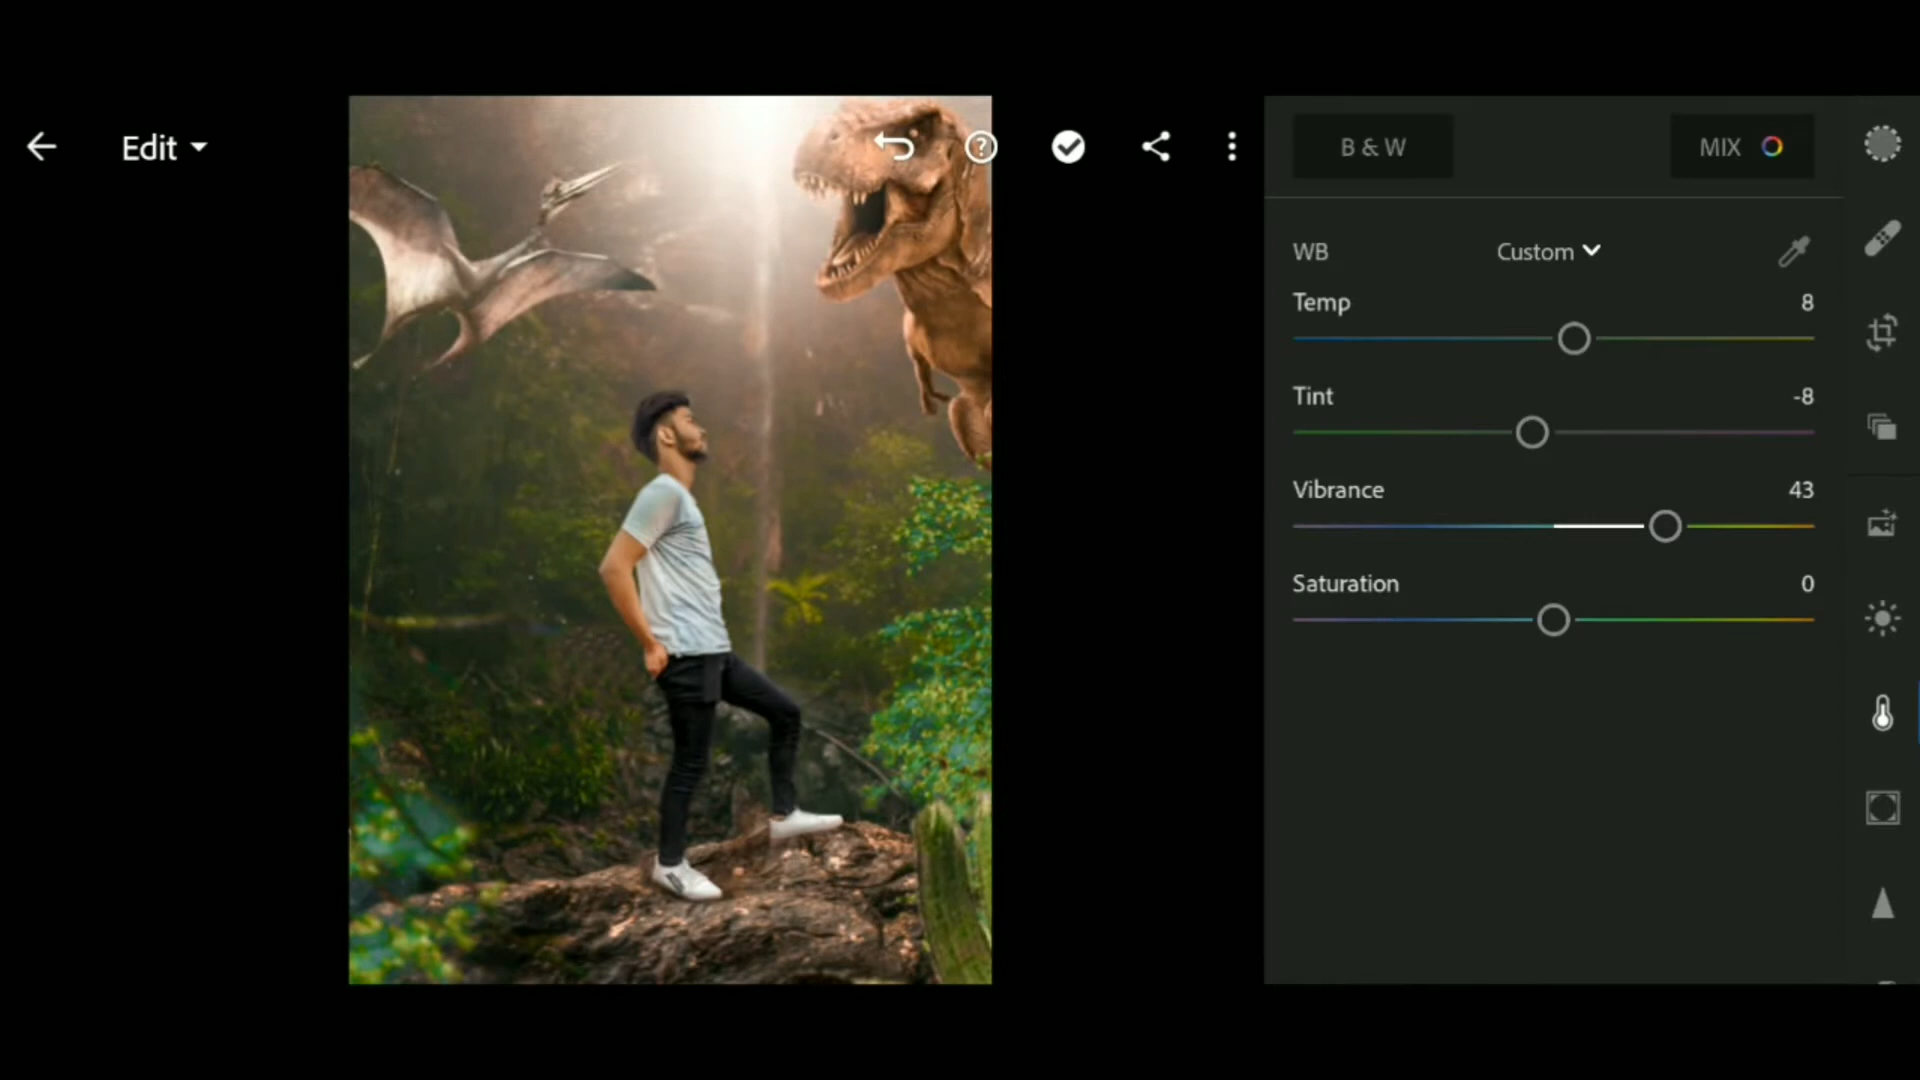 Edit
B & W
MIX
WB Custom
Temp 8
Tint -8
Vibrance 43
Saturation 0